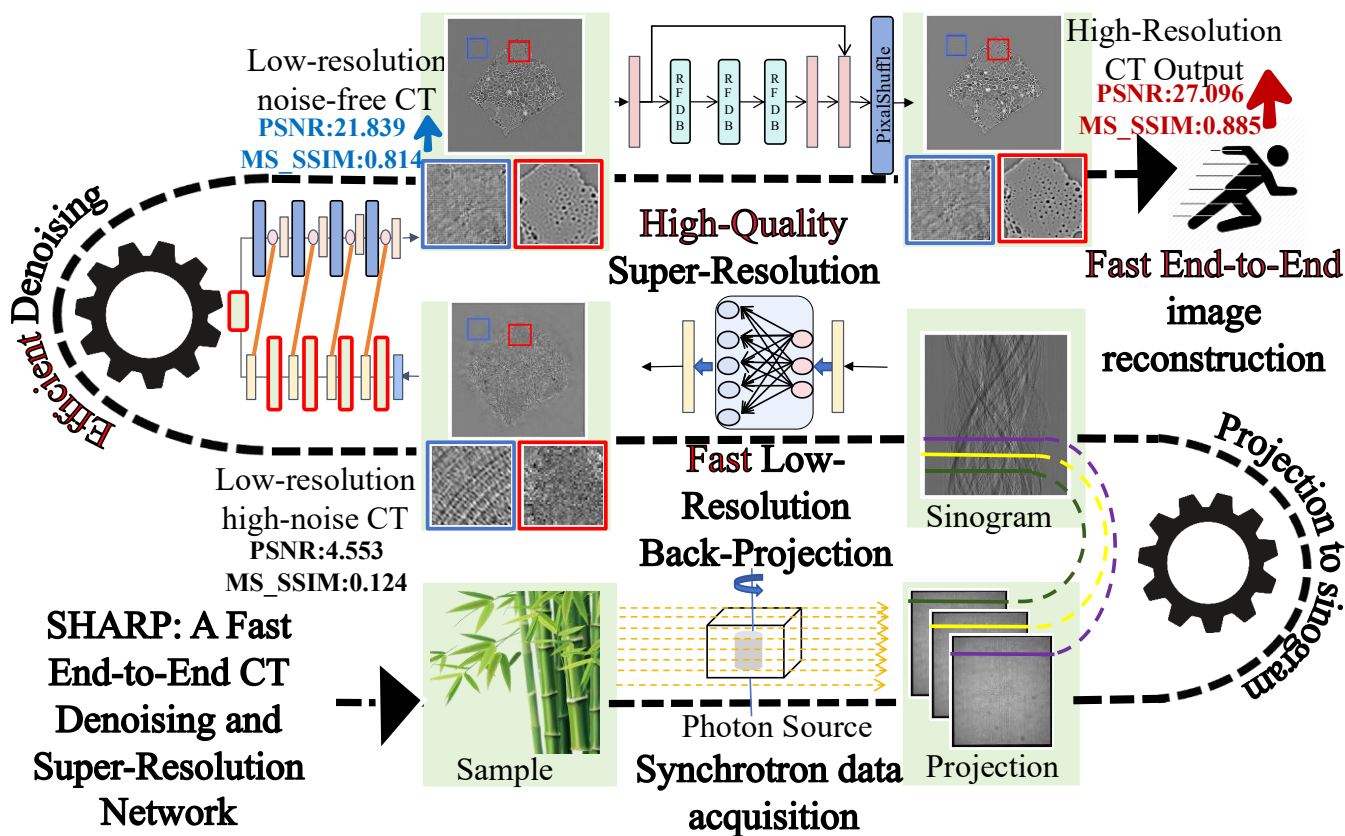 Low-resolution
noise-free CT
PSNR:21.839
MS_SSIM:0.814
RFDB
RFDB
RFDB
PixalShuffle
High-Resolution
CT Output
PSNR:27.096
MS_SSIM:0.885
Efficient Denoising
High-Quality
Super-Resolution
Fast End-to-End
image
reconstruction
Low-resolution
high-noise CT
PSNR:4.553
MS_SSIM:0.124
Fast Low-
Resolution
Back-Projection
Sinogram
Projection to sinogram
SHARP: A Fast
End-to-End CT
Denoising and
Super-Resolution
Network
Sample
Photon Source
Synchrotron data
acquisition
Projection